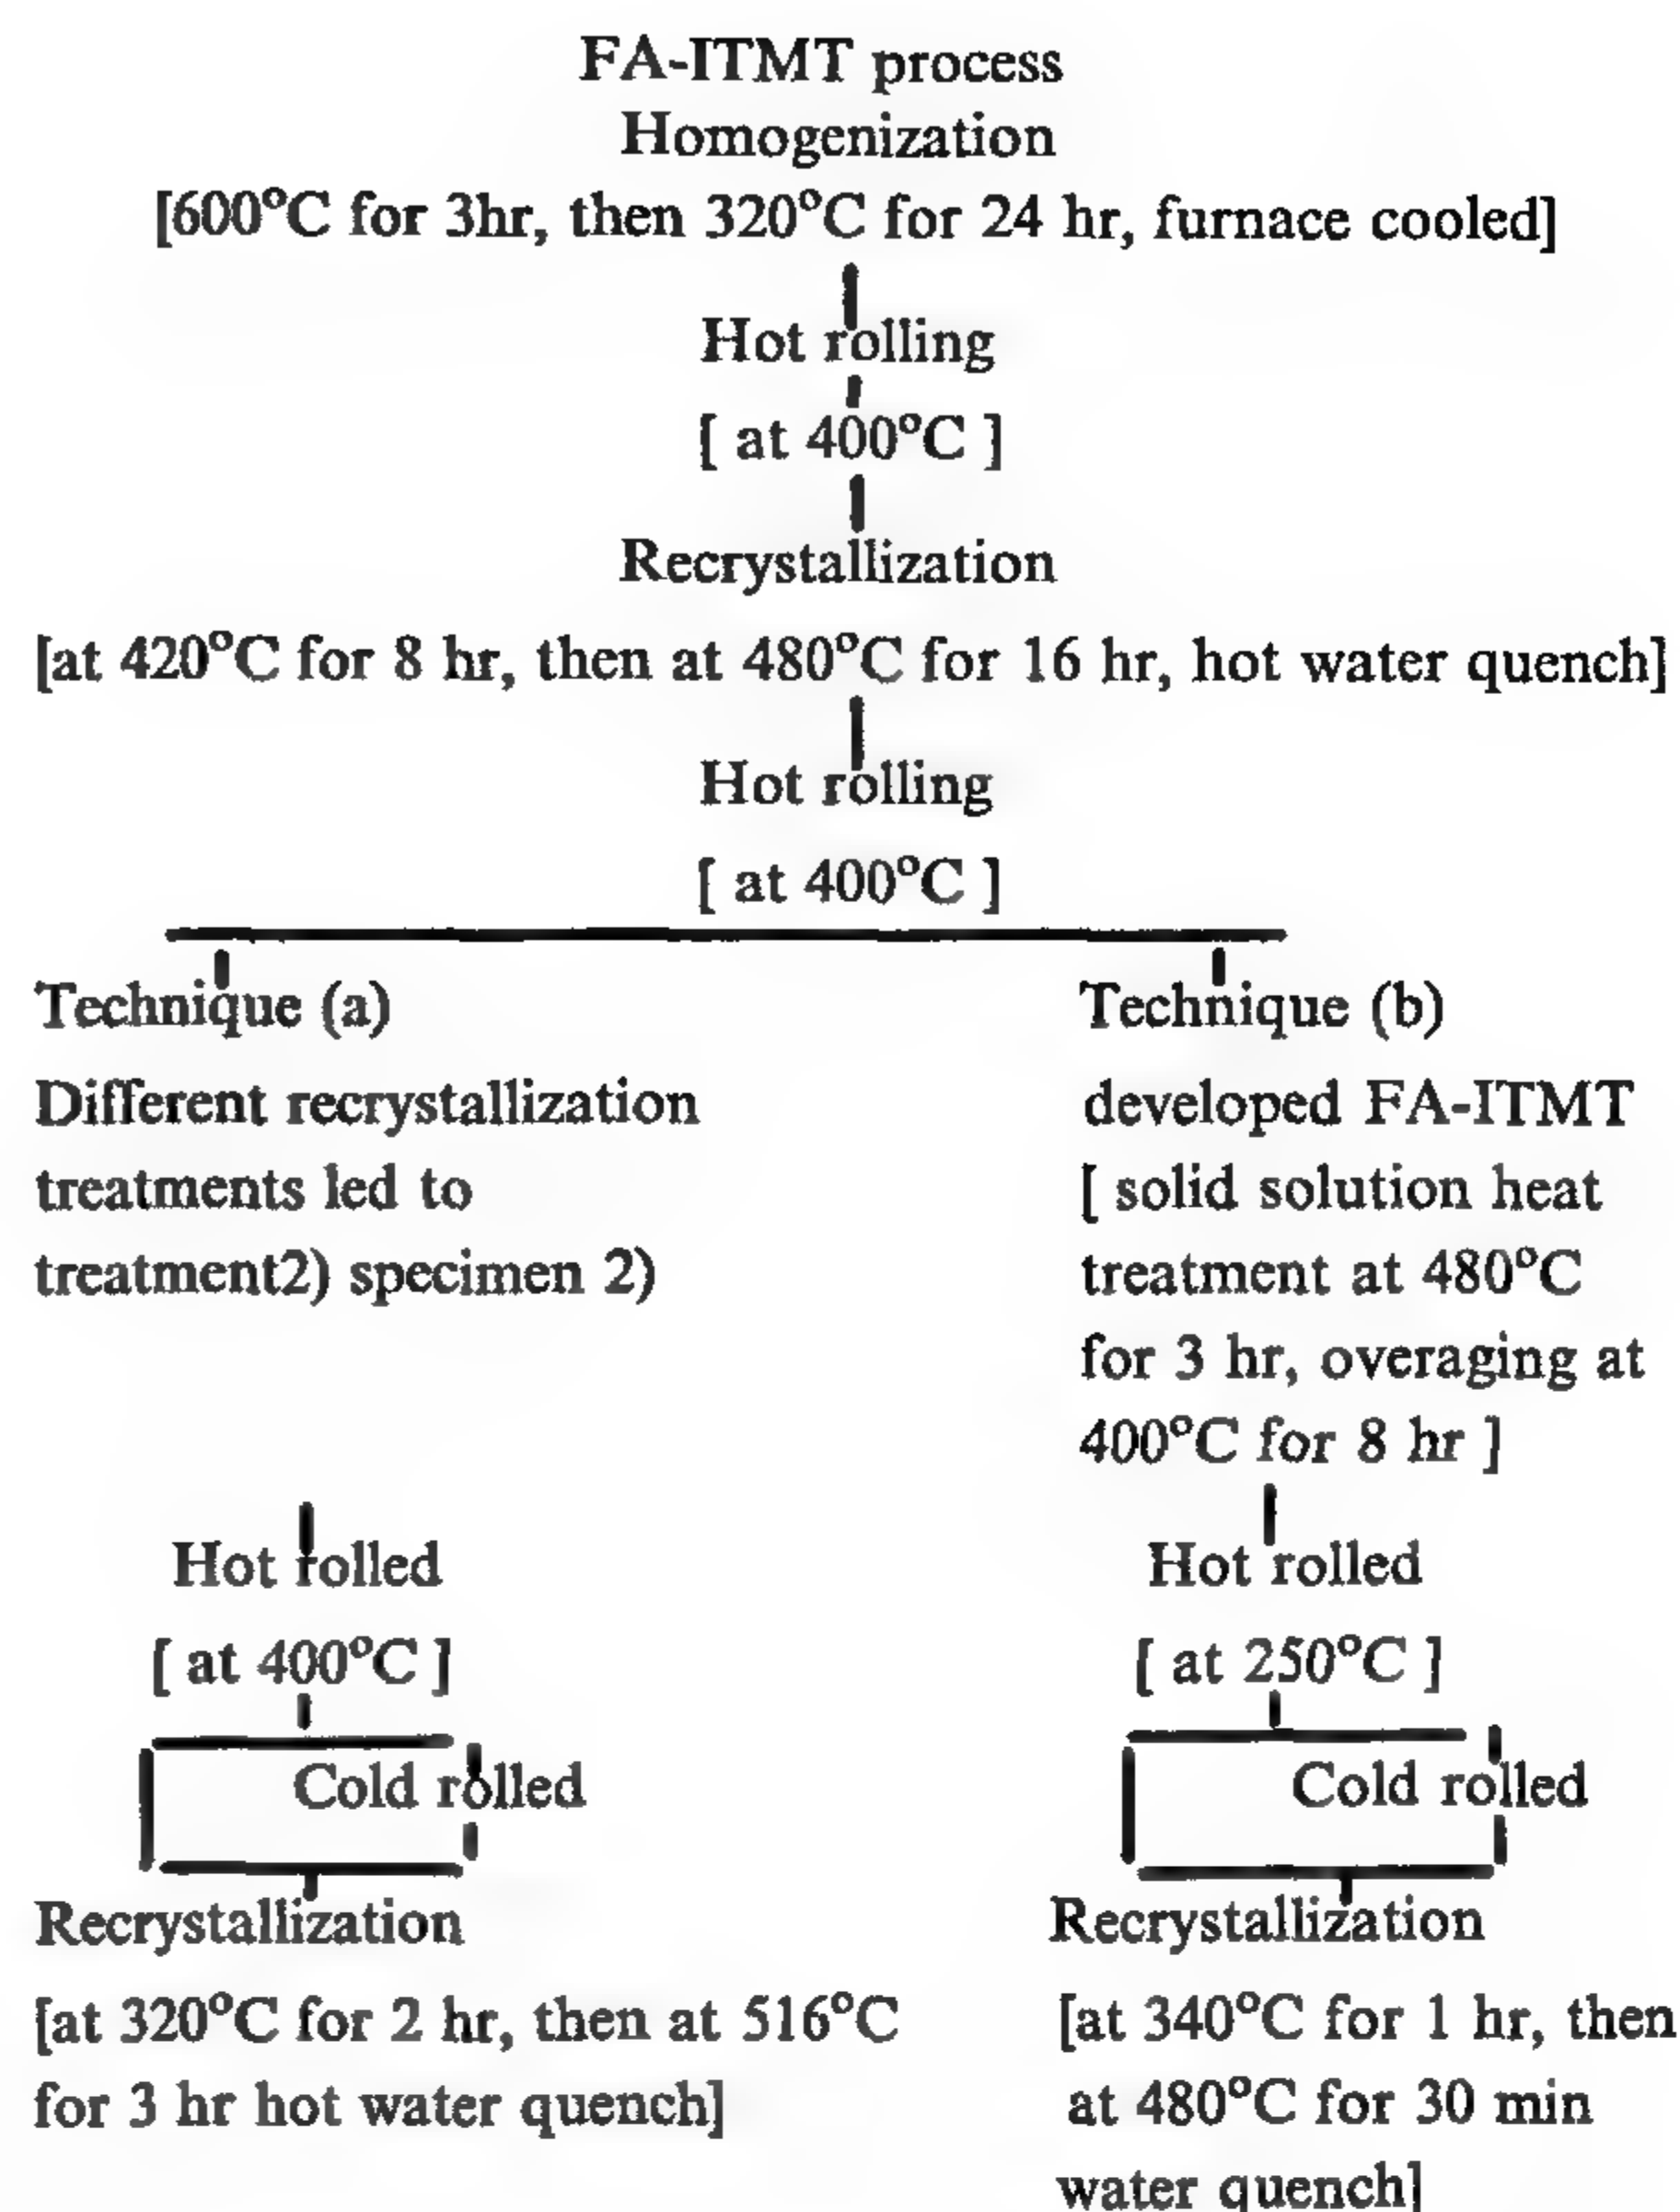 FA-ITMT process
Homogenization
[600°C for 3hr, then 320°C for 24 hr, furnace cooled]
Hot rolling
[ at 400°C ]
Recrystallization
[at 420°C for 8 hr, then at 480°C for 16 hr, hot water quench]
Hot rolling
[ at 400°C ]
Technique (a)
Different recrystallization
treatments led to
treatment2) specimen 2)
Hot rolled
[ at 400°C ]
Cold rolled
Recrystallization
[at 320°C for 2 hr, then at 516°C
for 3 hr hot water quench]
Technique (b)
developed FA-ITMT
[ solid solution heat
treatment at 480°C
for 3 hr, overaging at
400°C for 8 hr ]
Hot rolled
[ at 250°C ]
Cold rolled
Recrystallization
[at 340°C for 1 hr, then
at 480°C for 30 min
water quench]